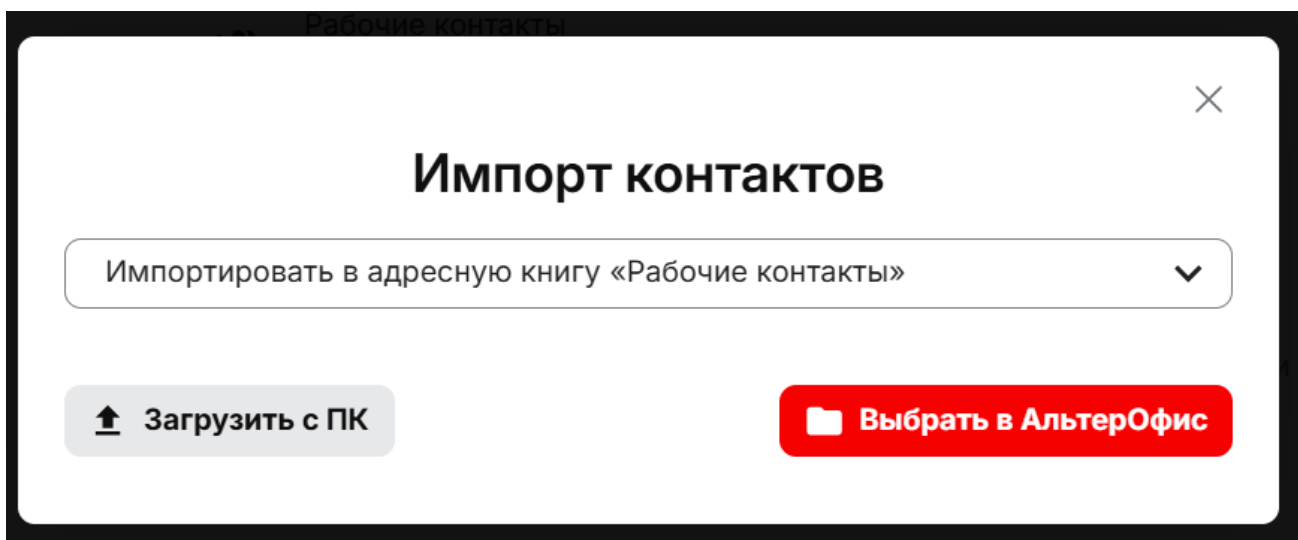 Рабочие контакты
Импорт контактов
Импортировать в адресную книгу «Рабочие контакты»
Загрузить с ПК
Выбрать в АльтерОфис